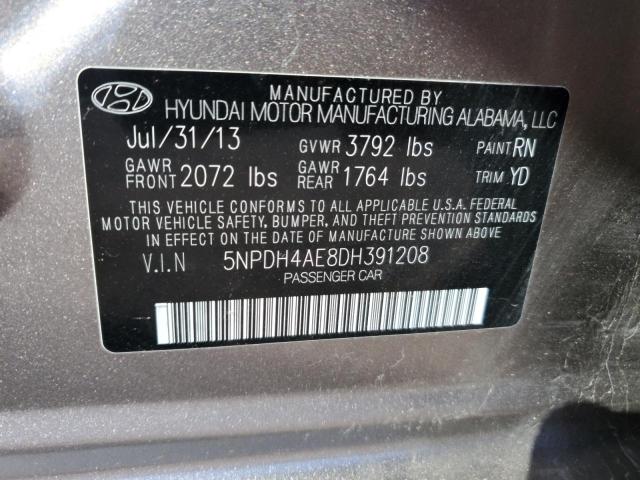 MANUFACTURED BY
HYUNDAI MOTOR MANUFACTURING ALABAMA, LLC
Jul/31/13 GVWR 3792 lbs PAINT RN
GAWR FRONT 2072 lbs GAWR REAR 1764 lbs TRIM YD
THIS VEHICLE CONFORMS TO ALL APPLICABLE U.S.A. FEDERAL
MOTOR VEHICLE SAFETY, BUMPER, AND THEFT PREVENTION STANDARDS
IN EFFECT ON THE DATE OF MANUFACTURE SHOWN ABOVE.
V.I.N 5NPDH4AE8DH391208
PASSENGER CAR